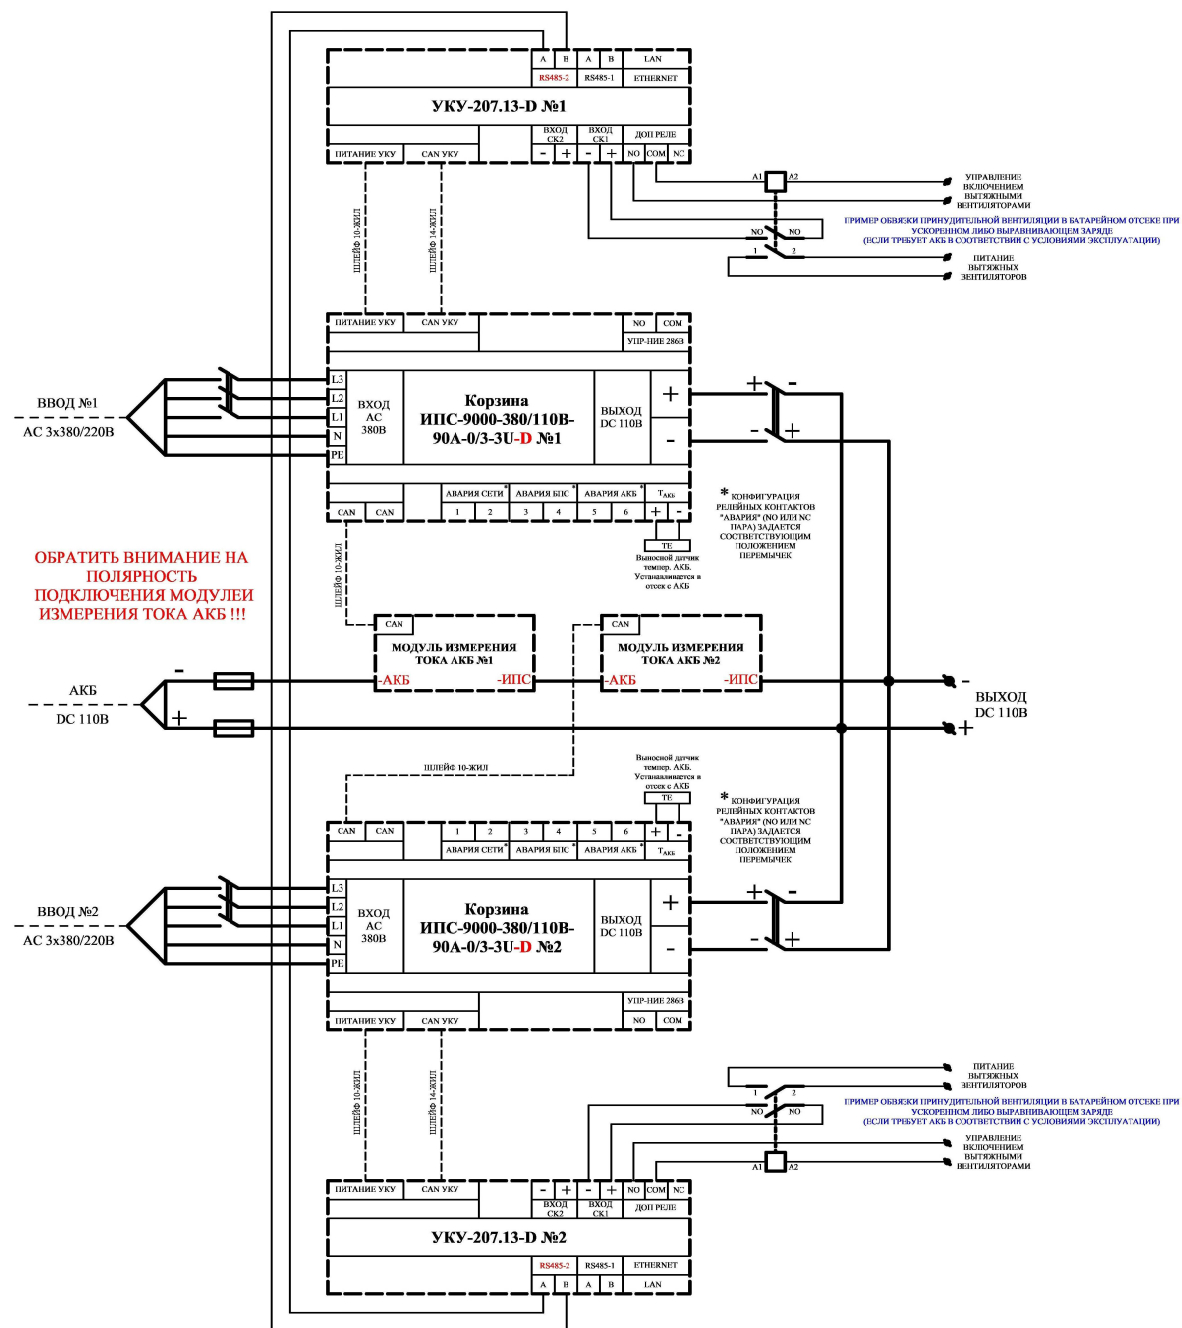 A B A B LAN
RS485-2 RS485-1 ETHERNET
УКУ-207.13-D №1
ВХОД СК2 ВХОД СК1 ДОП РЕЛЕ
ПИТАНИЕ УКУ CAN УКУ - + - + NO COM NC
A1 A2
УПРАВЛЕНИЕ
ВКЛЮЧЕНИЕМ
ВЫТЯЖНЫМИ
ВЕНТИЛЯТОРАМИ
ПРИМЕР ОБВЯЗКИ ПРИНУДИТЕЛЬНОЙ ВЕНТИЛЯЦИИ В БАТАРЕЙНОМ ОТСЕКЕ ПРИ
УСКОРЕННОМ ЛИБО ВЫРАВНИВАЮЩЕМ ЗАРЯДЕ
(ЕСЛИ ТРЕБУЕТ АКБ В СООТВЕТСТВИИ С УСЛОВИЯМИ ЭКСПЛУАТАЦИИ)
NO NO
1 2
ПИТАНИЕ
ВЫТЯЖНЫХ
ВЕНТИЛЯТОРОВ
ШЛЕЙФ 10-ЖИЛ
ШЛЕЙФ 14-ЖИЛ
ПИТАНИЕ УКУ CAN УКУ NO COM
УПР-НИЕ 286З
ВВОД №1
AC 3x380/220В
L3
L2
L1
N
PE
ВХОД
AC
380В
Корзина
ИПС-9000-380/110В-
90А-0/3-3U-D №1
ВЫХОД
DC 110В
+
-
+ -
- +
АВАРИЯ СЕТИ* АВАРИЯ БПС* АВАРИЯ АКБ* TАКБ
CAN CAN 1 2 3 4 5 6 + -
TE
Выносной датчик
темпер. АКБ.
Устанавливается в
отсек с АКБ
* КОНФИГУРАЦИЯ
РЕЛЕЙНЫХ КОНТАКТОВ
"АВАРИЯ" (NO ИЛИ NC
ПАРА) ЗАДАЕТСЯ
СООТВЕТСТВУЮЩИМ
ПОЛОЖЕНИЕМ
ПЕРЕМЫЧЕК
ШЛЕЙФ 10-ЖИЛ
ОБРАТИТЬ ВНИМАНИЕ НА
ПОЛЯРНОСТЬ
ПОДКЛЮЧЕНИЯ МОДУЛЕЙ
ИЗМЕРЕНИЯ ТОКА АКБ !!!
CAN
МОДУЛЬ ИЗМЕРЕНИЯ
ТОКА АКБ №1
-АКБ -ИПС
CAN
МОДУЛЬ ИЗМЕРЕНИЯ
ТОКА АКБ №2
-АКБ -ИПС
АКБ
DC 110В
-
+
-
ВЫХОД
DC 110В
+
ШЛЕЙФ 10-ЖИЛ
Выносной датчик
темпер. АКБ.
Устанавливается в
отсек с АКБ
TE
* КОНФИГУРАЦИЯ
РЕЛЕЙНЫХ КОНТАКТОВ
"АВАРИЯ" (NO ИЛИ NC
ПАРА) ЗАДАЕТСЯ
СООТВЕТСТВУЮЩИМ
ПОЛОЖЕНИЕМ
ПЕРЕМЫЧЕК
CAN CAN 1 2 3 4 5 6 + -
АВАРИЯ СЕТИ* АВАРИЯ БПС* АВАРИЯ АКБ* TАКБ
ВВОД №2
AC 3x380/220В
L3
L2
L1
N
PE
ВХОД
AC
380В
Корзина
ИПС-9000-380/110В-
90А-0/3-3U-D №2
ВЫХОД
DC 110В
+
-
+ -
- +
УПР-НИЕ 286З
ПИТАНИЕ УКУ CAN УКУ NO COM
ШЛЕЙФ 10-ЖИЛ
ШЛЕЙФ 14-ЖИЛ
ПИТАНИЕ
ВЫТЯЖНЫХ
ВЕНТИЛЯТОРОВ
1 2
NO NO
ПРИМЕР ОБВЯЗКИ ПРИНУДИТЕЛЬНОЙ ВЕНТИЛЯЦИИ В БАТАРЕЙНОМ ОТСЕКЕ ПРИ
УСКОРЕННОМ ЛИБО ВЫРАВНИВАЮЩЕМ ЗАРЯДЕ
(ЕСЛИ ТРЕБУЕТ АКБ В СООТВЕТСТВИИ С УСЛОВИЯМИ ЭКСПЛУАТАЦИИ)
УПРАВЛЕНИЕ
ВКЛЮЧЕНИЕМ
ВЫТЯЖНЫМИ
ВЕНТИЛЯТОРАМИ
A1 A2
ПИТАНИЕ УКУ CAN УКУ - + - + NO COM NC
ВХОД СК2 ВХОД СК1 ДОП РЕЛЕ
УКУ-207.13-D №2
RS485-2 RS485-1 ETHERNET
A B A B LAN